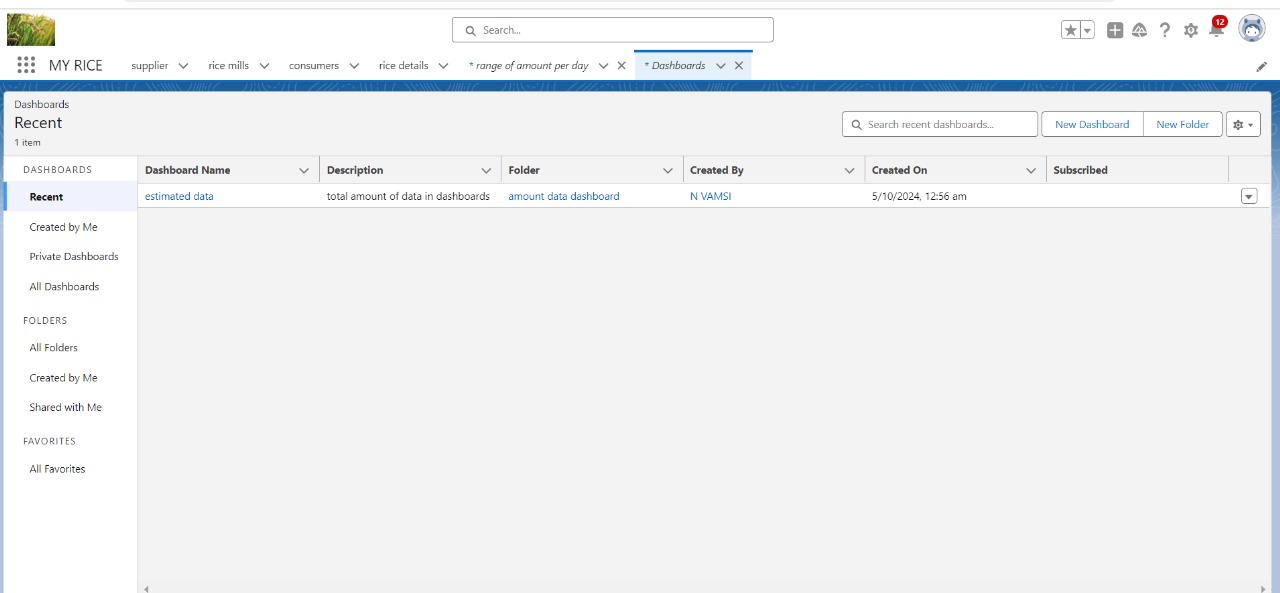 Search...
12
MY RICE supplier rice mills consumers rice details * range of amount per day * Dashboards
Dashboards
Recent
1 item
Search recent dashboards...
New Dashboard New Folder
DASHBOARDS
Recent
Created by Me
Private Dashboards
All Dashboards
FOLDERS
All Folders
Created by Me
Shared with Me
FAVORITES
All Favorites
Dashboard Name Description Folder Created By Created On Subscribed
estimated data total amount of data in dashboards amount data dashboard N VAMSI 5/10/2024, 12:56 am